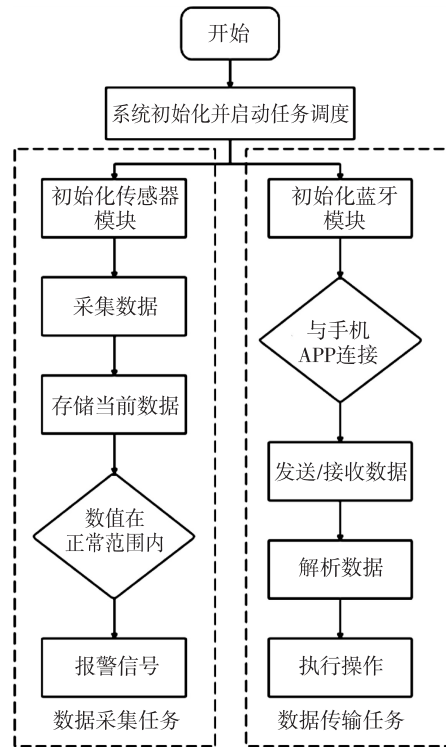 开始
系统初始化并启动任务调度
初始化传感器
模块
采集数据
存储当前数据
数值在
正常范围内
报警信号
数据采集任务
初始化蓝牙
模块
与手机
APP连接
发送/接收数据
解析数据
执行操作
数据传输任务